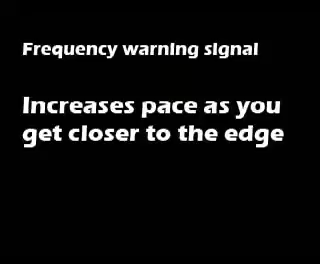 Frequency warning signal
Increases pace as you
get closer to the edge